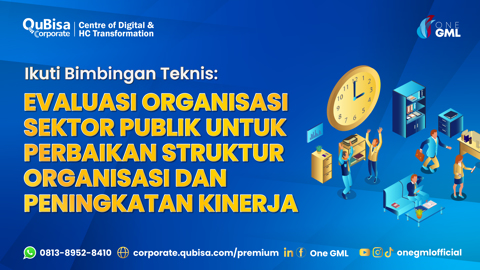 QuBisa
Corporate
Centre of Digital &
HC Transformation
ONE
GML
Ikuti Bimbingan Teknis:
EVALUASI ORGANISASI
SEKTOR PUBLIK UNTUK
PERBAIKAN STRUKTUR
ORGANISASI DAN
PENINGKATAN KINERJA
0813-8952-8410
corporate.qubisa.com/premium
One GML
onegmlofficial